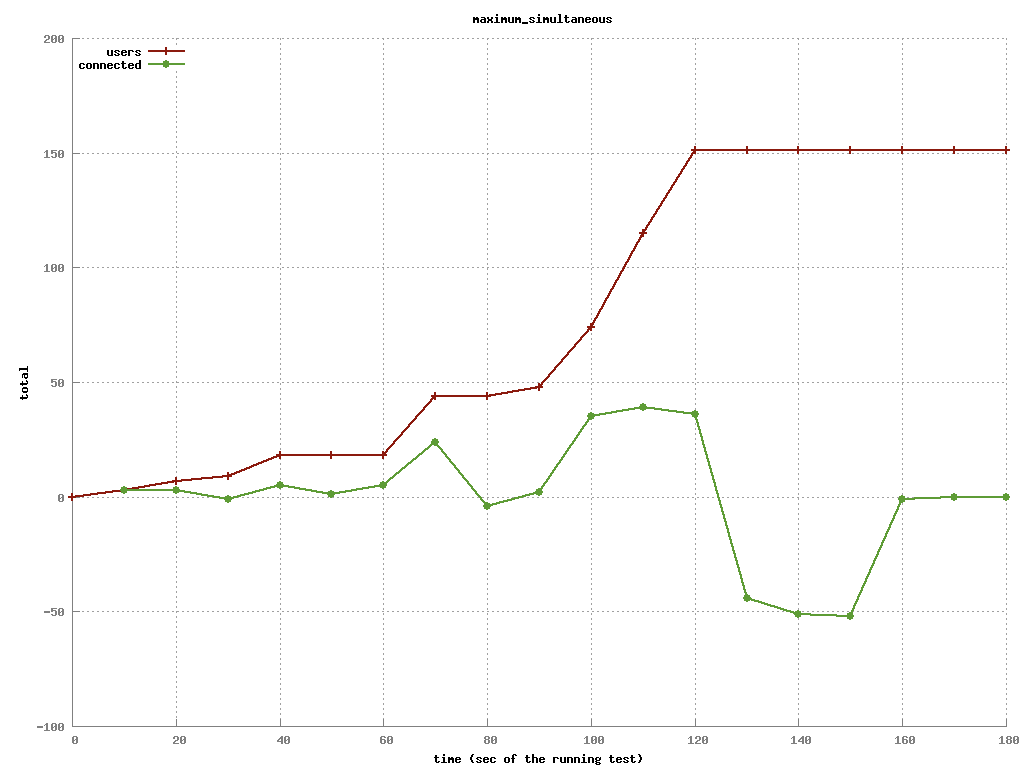 maximum_simultaneous
200
users
connected
150
100
50
0
-50
-100
total
0 20 40 60 80 100 120 140 160 180
time (sec of the running test)